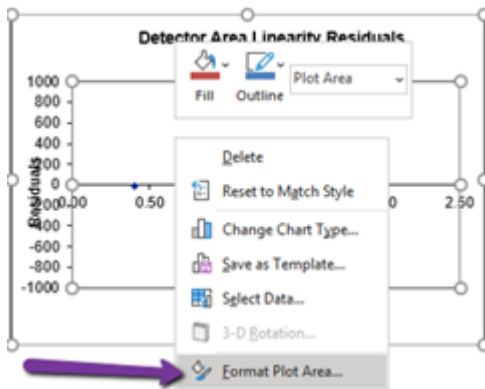 Detector Area Linearity Residuals
Fill
Outline
Plot Area
1000
800
600
400
200
0
0.00
0.50
0
2.50
-200
-600
-800
-1000
Residuals
Delete
Reset to Match Style
Change Chart Type...
Save as Template...
Select Data...
3-D Rotation...
Format Plot Area...